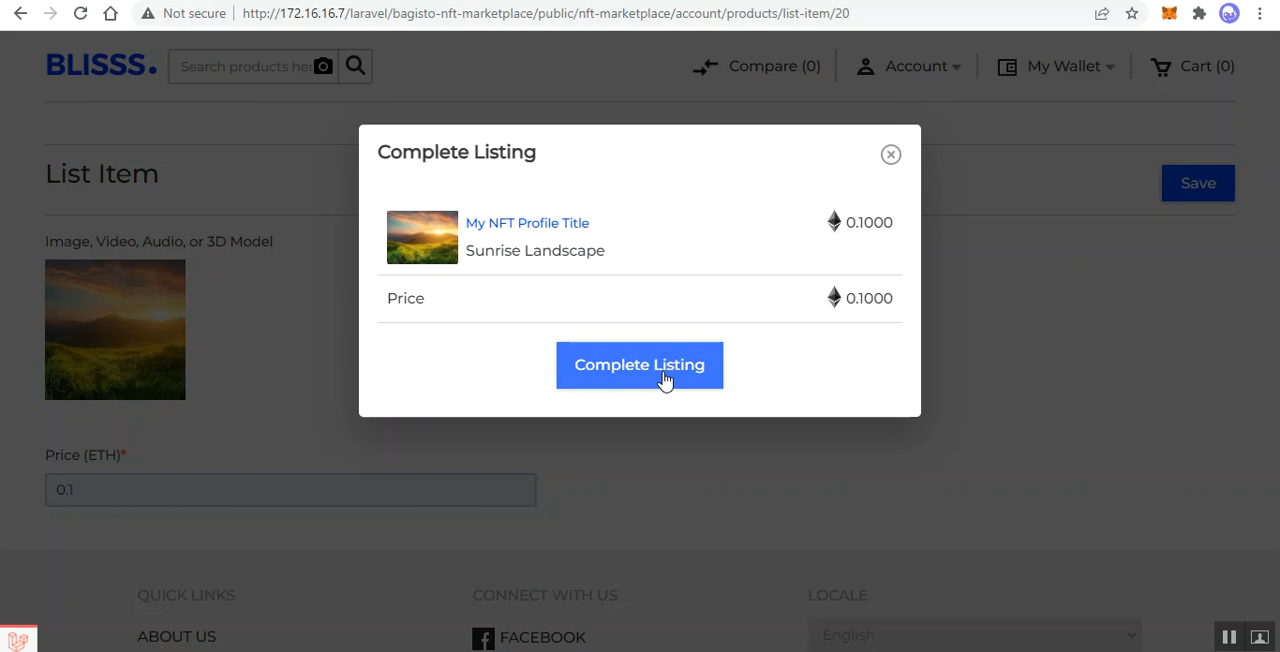 Not secure | http://172.16.16.7/laravel/bagisto-nft-marketplace/public/nft-marketplace/account/products/list-item/20
BLISSS. Search products her Compare (0) Account My Wallet Cart (0)
Complete Listing
List Item
Save
My NFT Profile Title 0.1000
Image, Video, Audio, or 3D Model
Sunrise Landscape
Price 0.1000
Complete Listing
Price (ETH)*
0.1
QUICK LINKS CONNECT WITH US LOCALE
ABOUT US FACEBOOK English